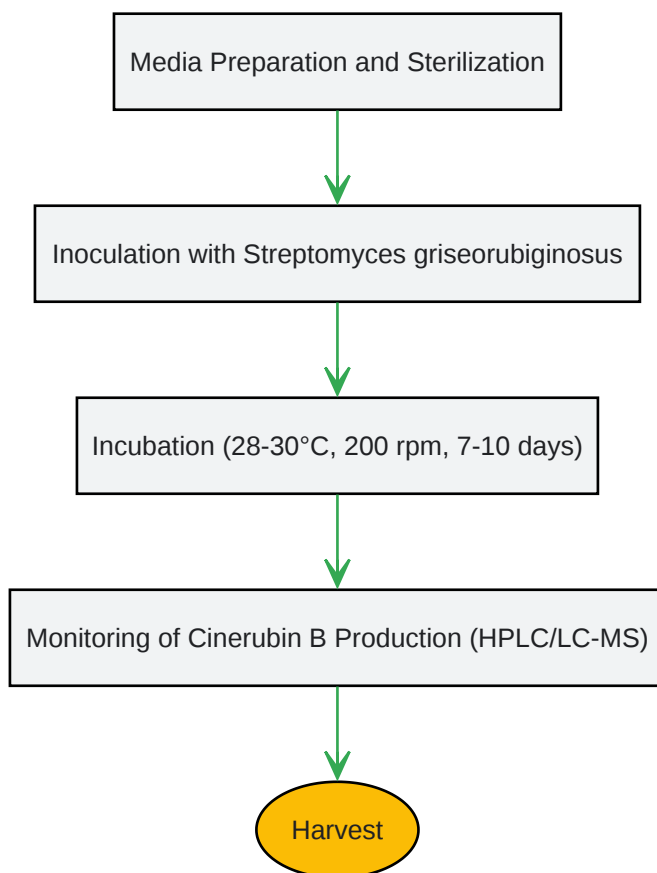 Media Preparation and Sterilization
Inoculation with Streptomyces griseorubiginosus
Incubation (28-30°C, 200 rpm, 7-10 days)
Monitoring of Cinerubin B Production (HPLC/LC-MS)
Harvest